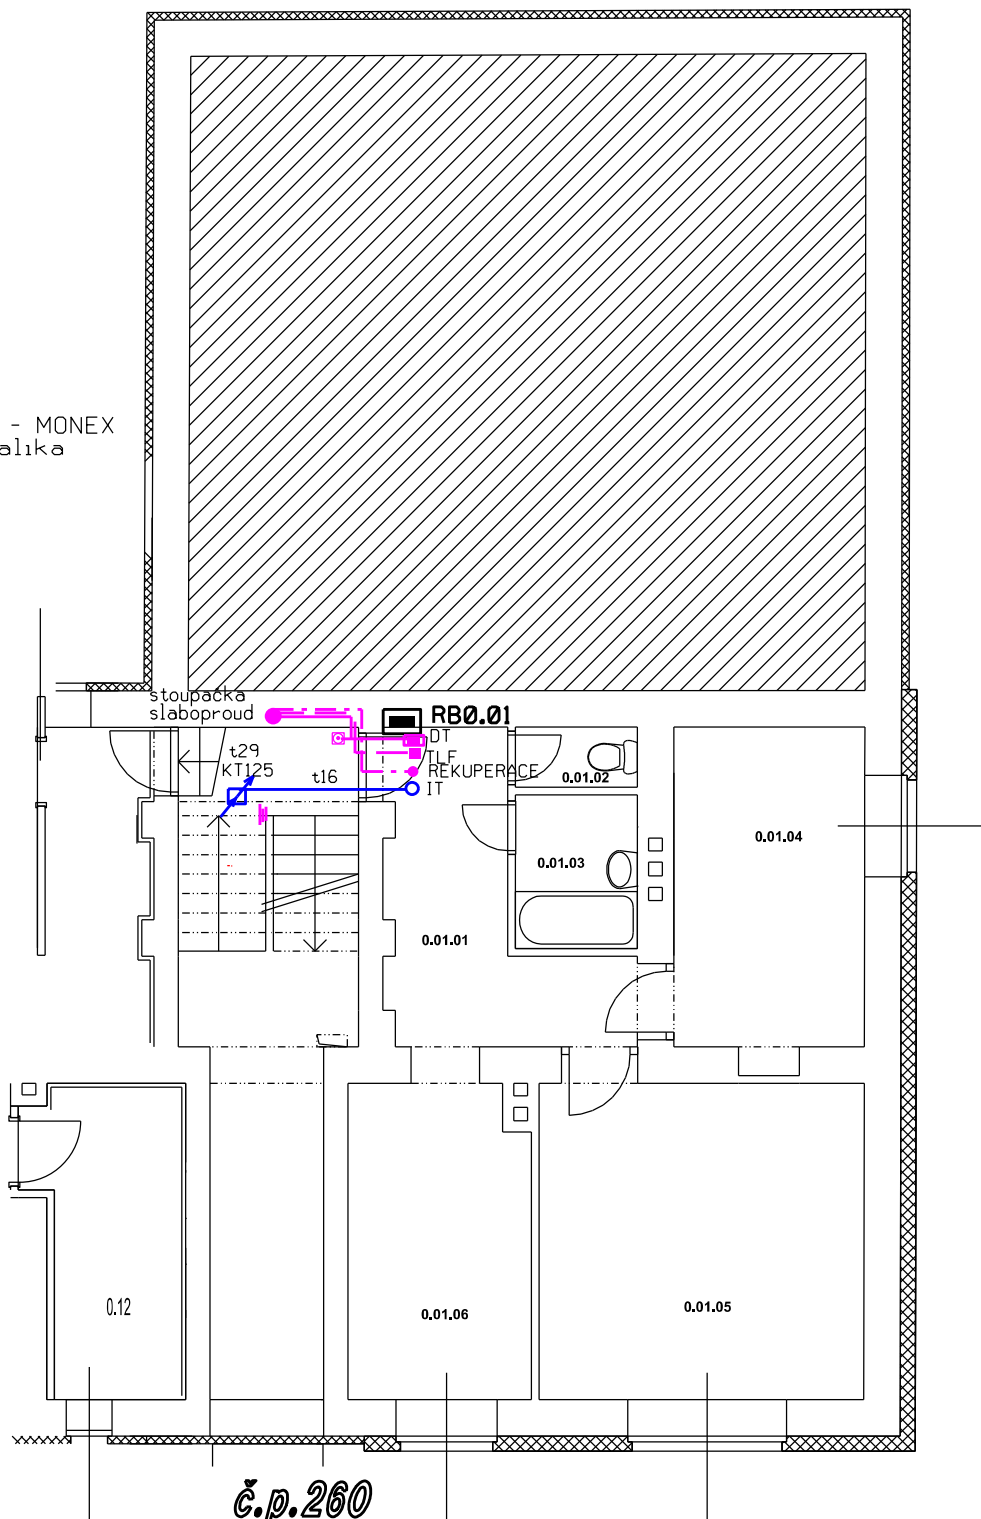 - MONEX
alika
stoupačka
slaboproud
RB0.01
DT
TLF
REKUPERACE
IT
t29
KT125
t16
0.01.02
0.01.03
0.01.04
0.01.01
0.12
0.01.06
0.01.05
č.p.260